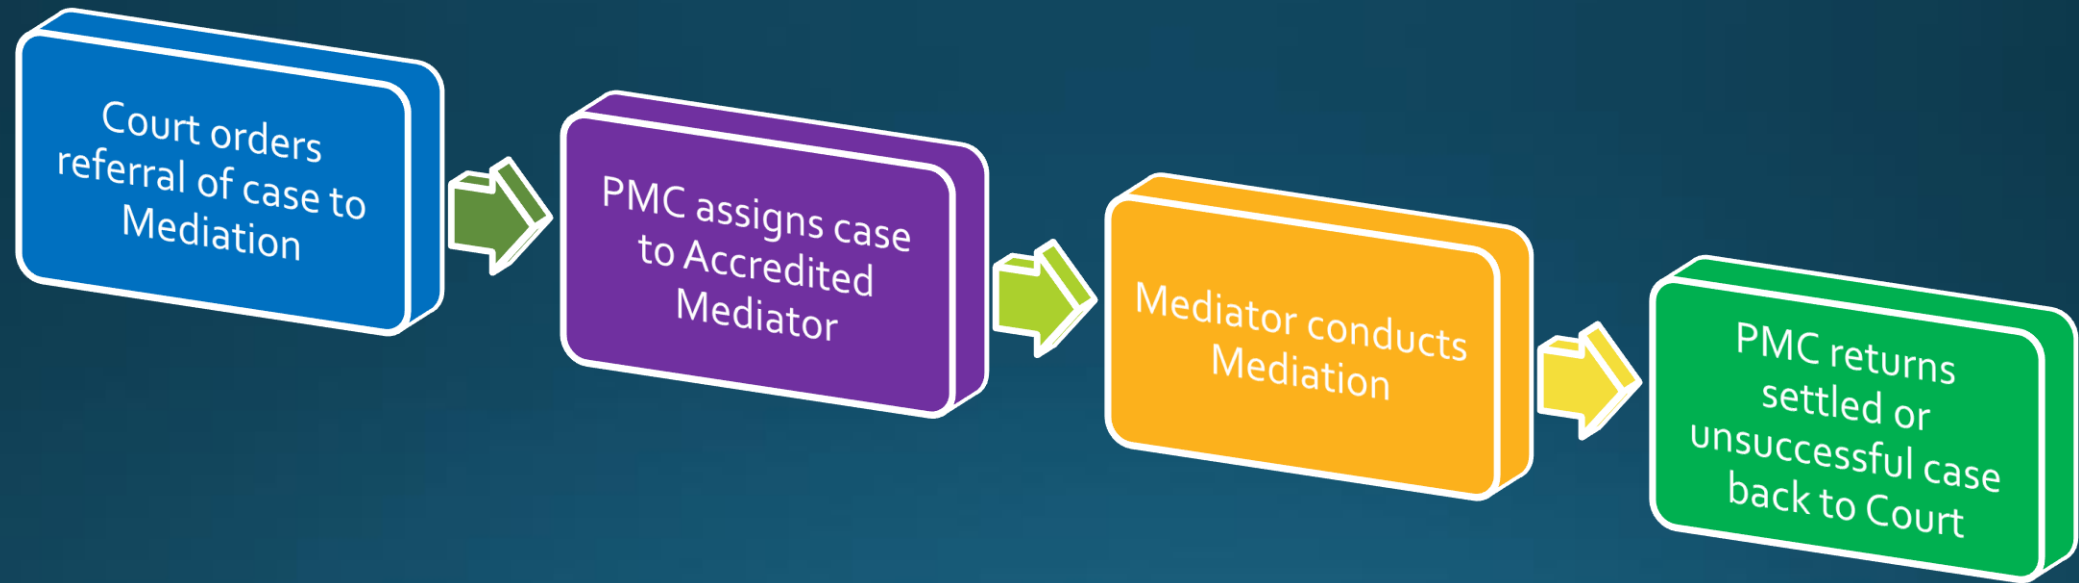 Court orders
referral of case to
Mediation
PMC assigns case
to Accredited
Mediator
Mediator conducts
Mediation
PMC returns
settled or
unsuccessful case
back to Court